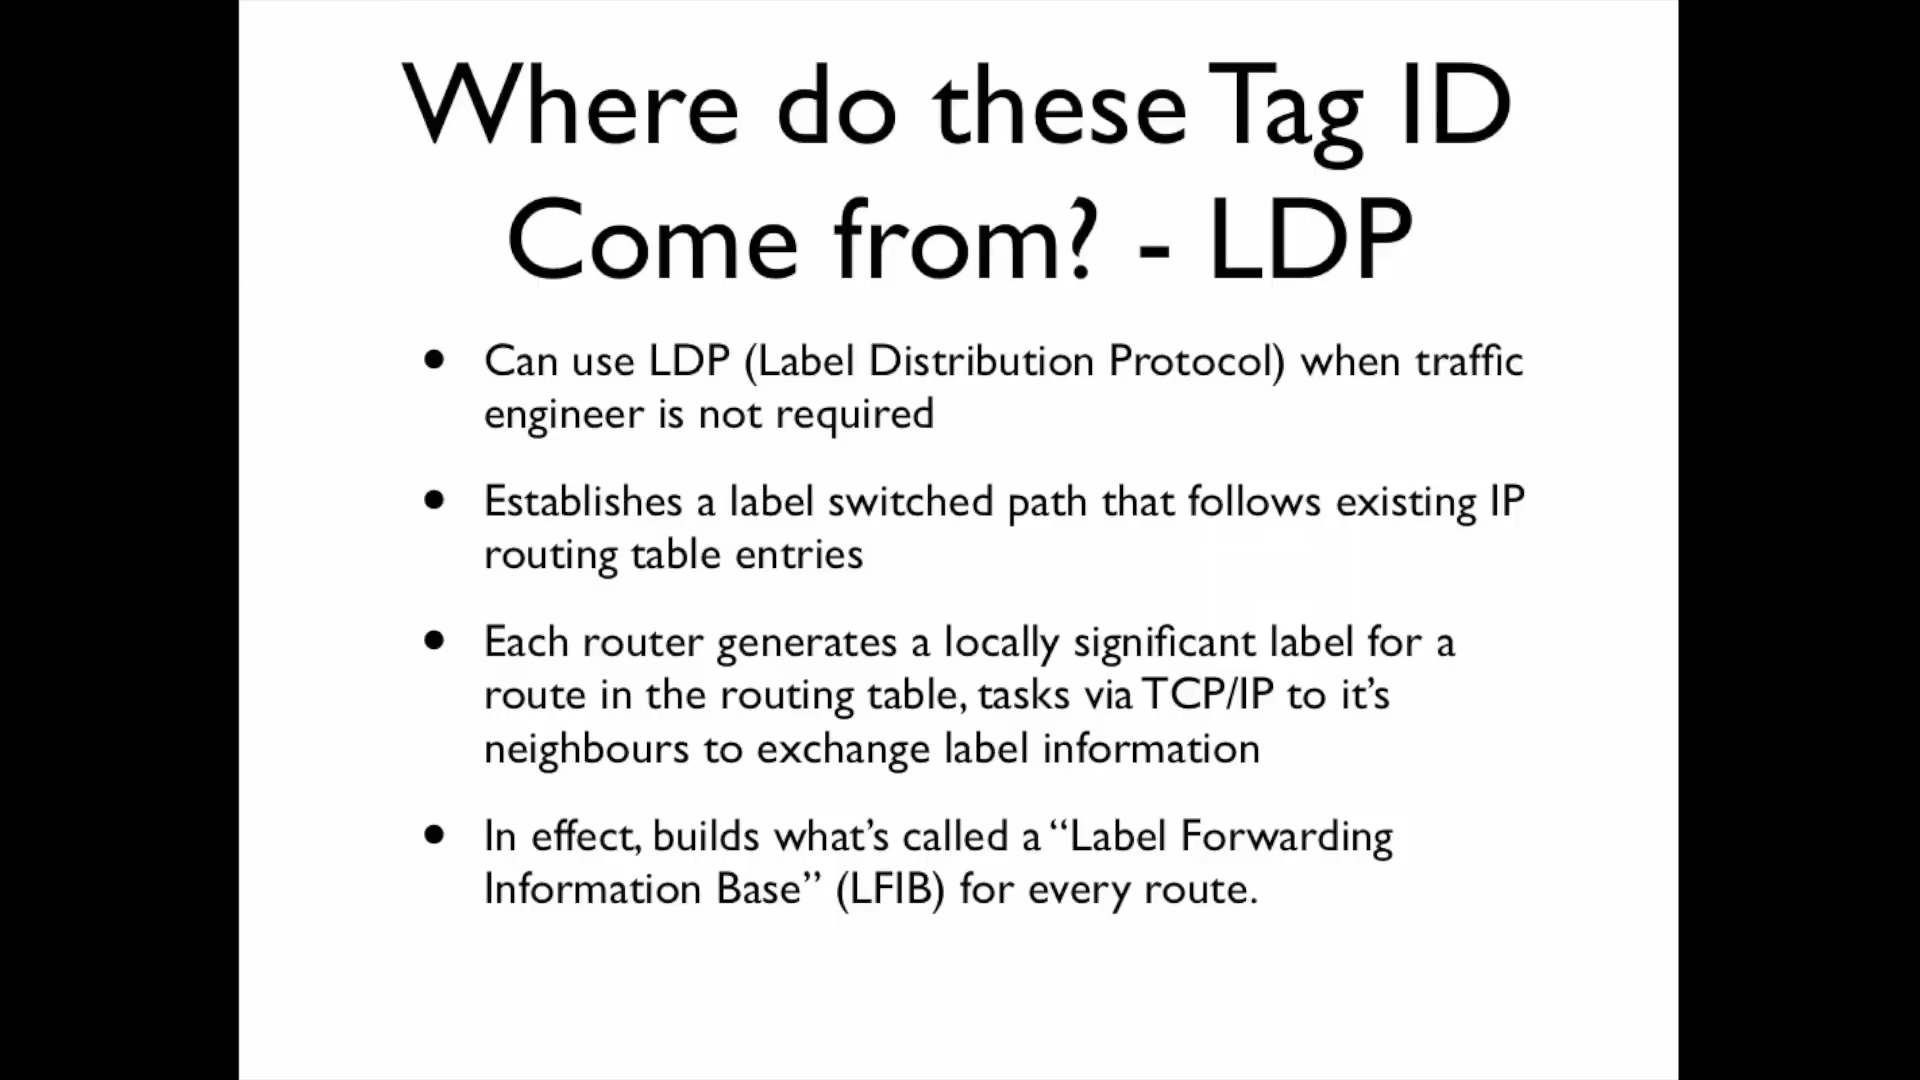 Where do these Tag ID
Come from? - LDP
• Can use LDP (Label Distribution Protocol) when traffic
engineer is not required
• Establishes a label switched path that follows existing IP
routing table entries
• Each router generates a locally significant label for a
route in the routing table, tasks via TCP/IP to it’s
neighbours to exchange label information
• In effect, builds what’s called a “Label Forwarding
Information Base” (LFIB) for every route.